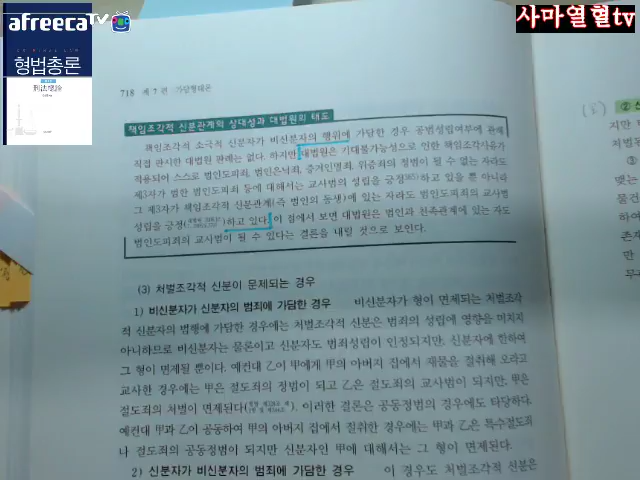 afreecaTV
사마열혈tv
형법총론
刑法總論
718 제 7 편 가담형태론
책임조각적 신분관계의 상대성과 대법원의 태도
책임조각적 소극적 신분자가 비신분자의 행위에 가담한 경우 공범성립여부에 관해
직접 판시한 대법원 판례는 없다. 하지만 대법원은 기대불가능성으로 인한 책임조각사유가
적용되어 스스로 범인도피죄, 범인은닉죄, 증거인멸죄, 위증죄의 정범이 될 수 없는 자라도
제3자가 범한 범인도피죄 등에 대해서는 교사범의 성립을 긍정하고 있을 뿐 아니라
그 제3자가 책임조각적 신분관계(즉 범인의 동생)에 있는 자라도 범인도피죄의 교사범
성립을 긍정하고 있다. 이 점에서 보면 대법원은 범인과 친족관계에 있는 자도
범인도피죄의 교사범이 될 수 있다는 결론을 내릴 것으로 보인다.
(3) 처벌조각적 신분이 문제되는 경우
1) 비신분자가 신분자의 범죄에 가담한 경우 비신분자가 형이 면제되는 처벌조각
적 신분자의 범행에 가담한 경우에는 처벌조각적 신분은 범죄의 성립에 영향을 미치지
아니하므로 비신분자는 물론이고 신분자도 범죄성립이 인정되지만, 신분자에 한하여
그 형이 면제될 뿐이다. 예컨대 乙이 甲에게 甲의 아버지 집에서 재물을 절취해 오라고
교사한 경우에는 甲은 절도죄의 정범이 되고 乙은 절도죄의 교사범이 되지만, 甲은
절도죄의 처벌이 면제된다. 이러한 결론은 공동정범의 경우에도 타당하다.
예컨대 甲과 乙이 공동하여 甲의 아버지 집에서 절취한 경우에는 甲과 乙은 특수절도죄
나 절도죄의 공동정범이 되지만 신분자인 甲에 대해서는 그 형이 면제된다.
2) 신분자가 비신분자의 범죄에 가담한 경우 이 경우도 처벌조각적 신분은
(3) ②
지만
처벌
③
맺는
물건
하여
존재
만
무